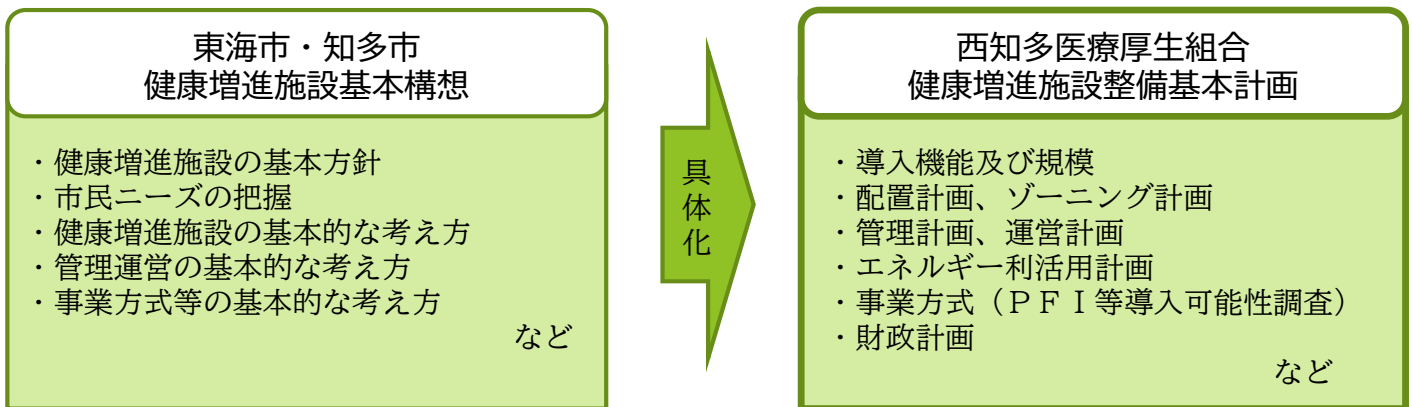 東海市・知多市
健康増進施設基本構想
・健康増進施設の基本方針
・市民ニーズの把握
・健康増進施設の基本的な考え方
・管理運営の基本的な考え方
・事業方式等の基本的な考え方
など
具体化
西知多医療厚生組合
健康増進施設整備基本計画
・導入機能及び規模
・配置計画、ゾーニング計画
・管理計画、運営計画
・エネルギー利活用計画
・事業方式（ＰＦＩ等導入可能性調査）
・財政計画
など